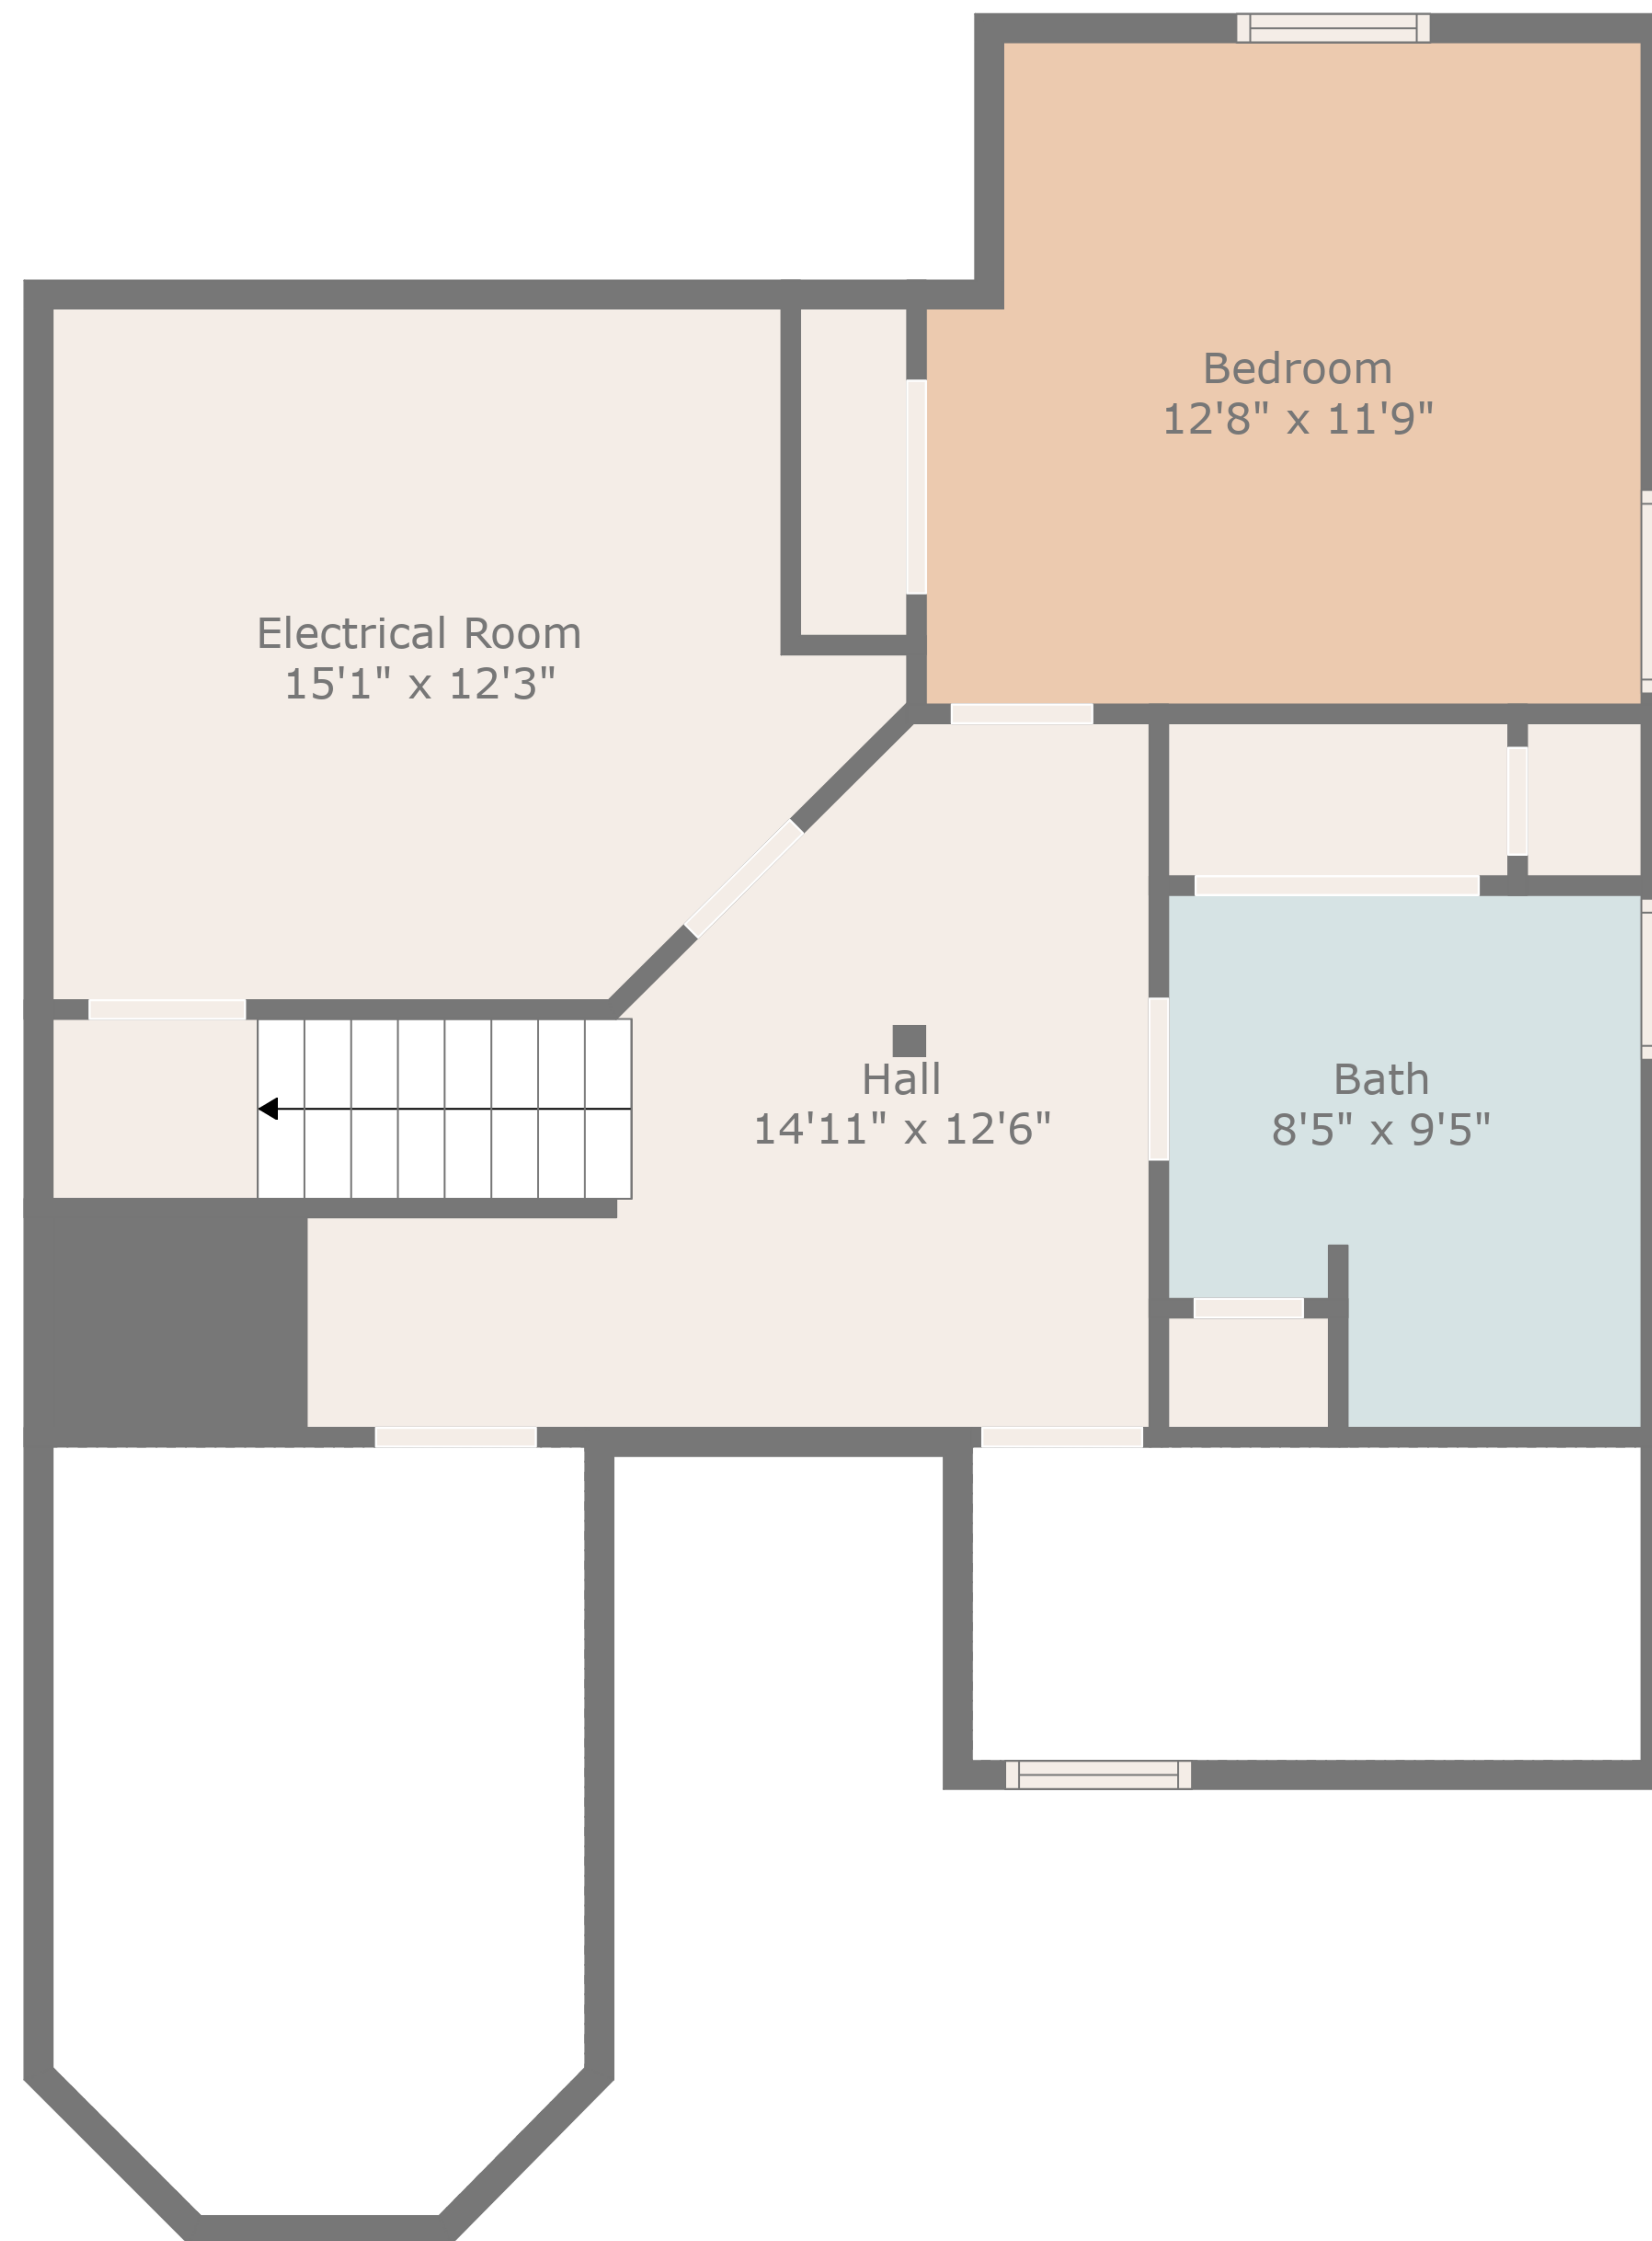 Bedroom
12'8" x 11'9"
Electrical Room
15'1" x 12'3"
Hall
14'11" x 12'6"
Bath
8'5" x 9'5"